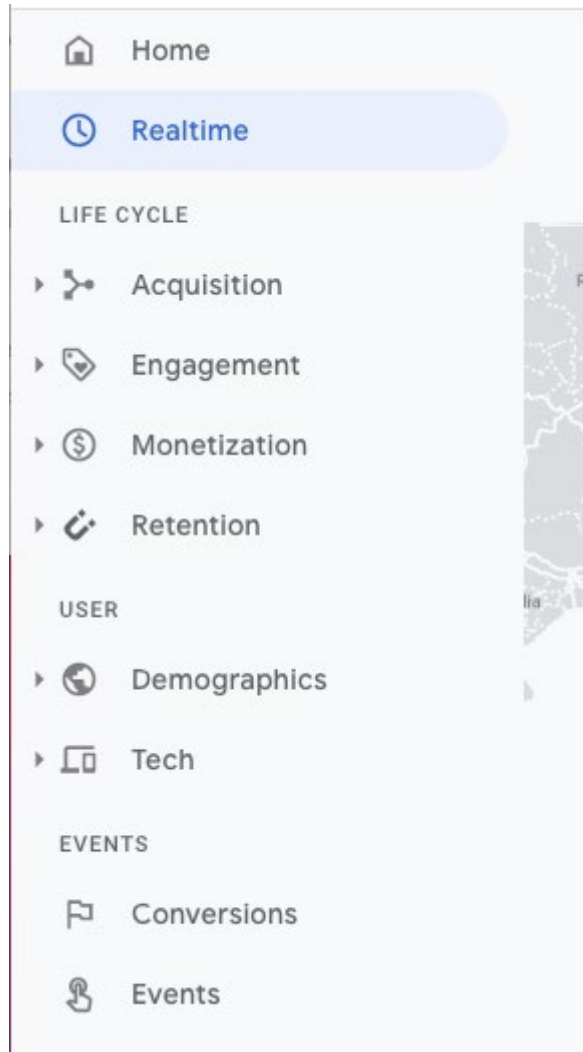 Home
Realtime
LIFE CYCLE
Acquisition
Engagement
Monetization
Retention
USER
Demographics
Tech
EVENTS
Conversions
Events